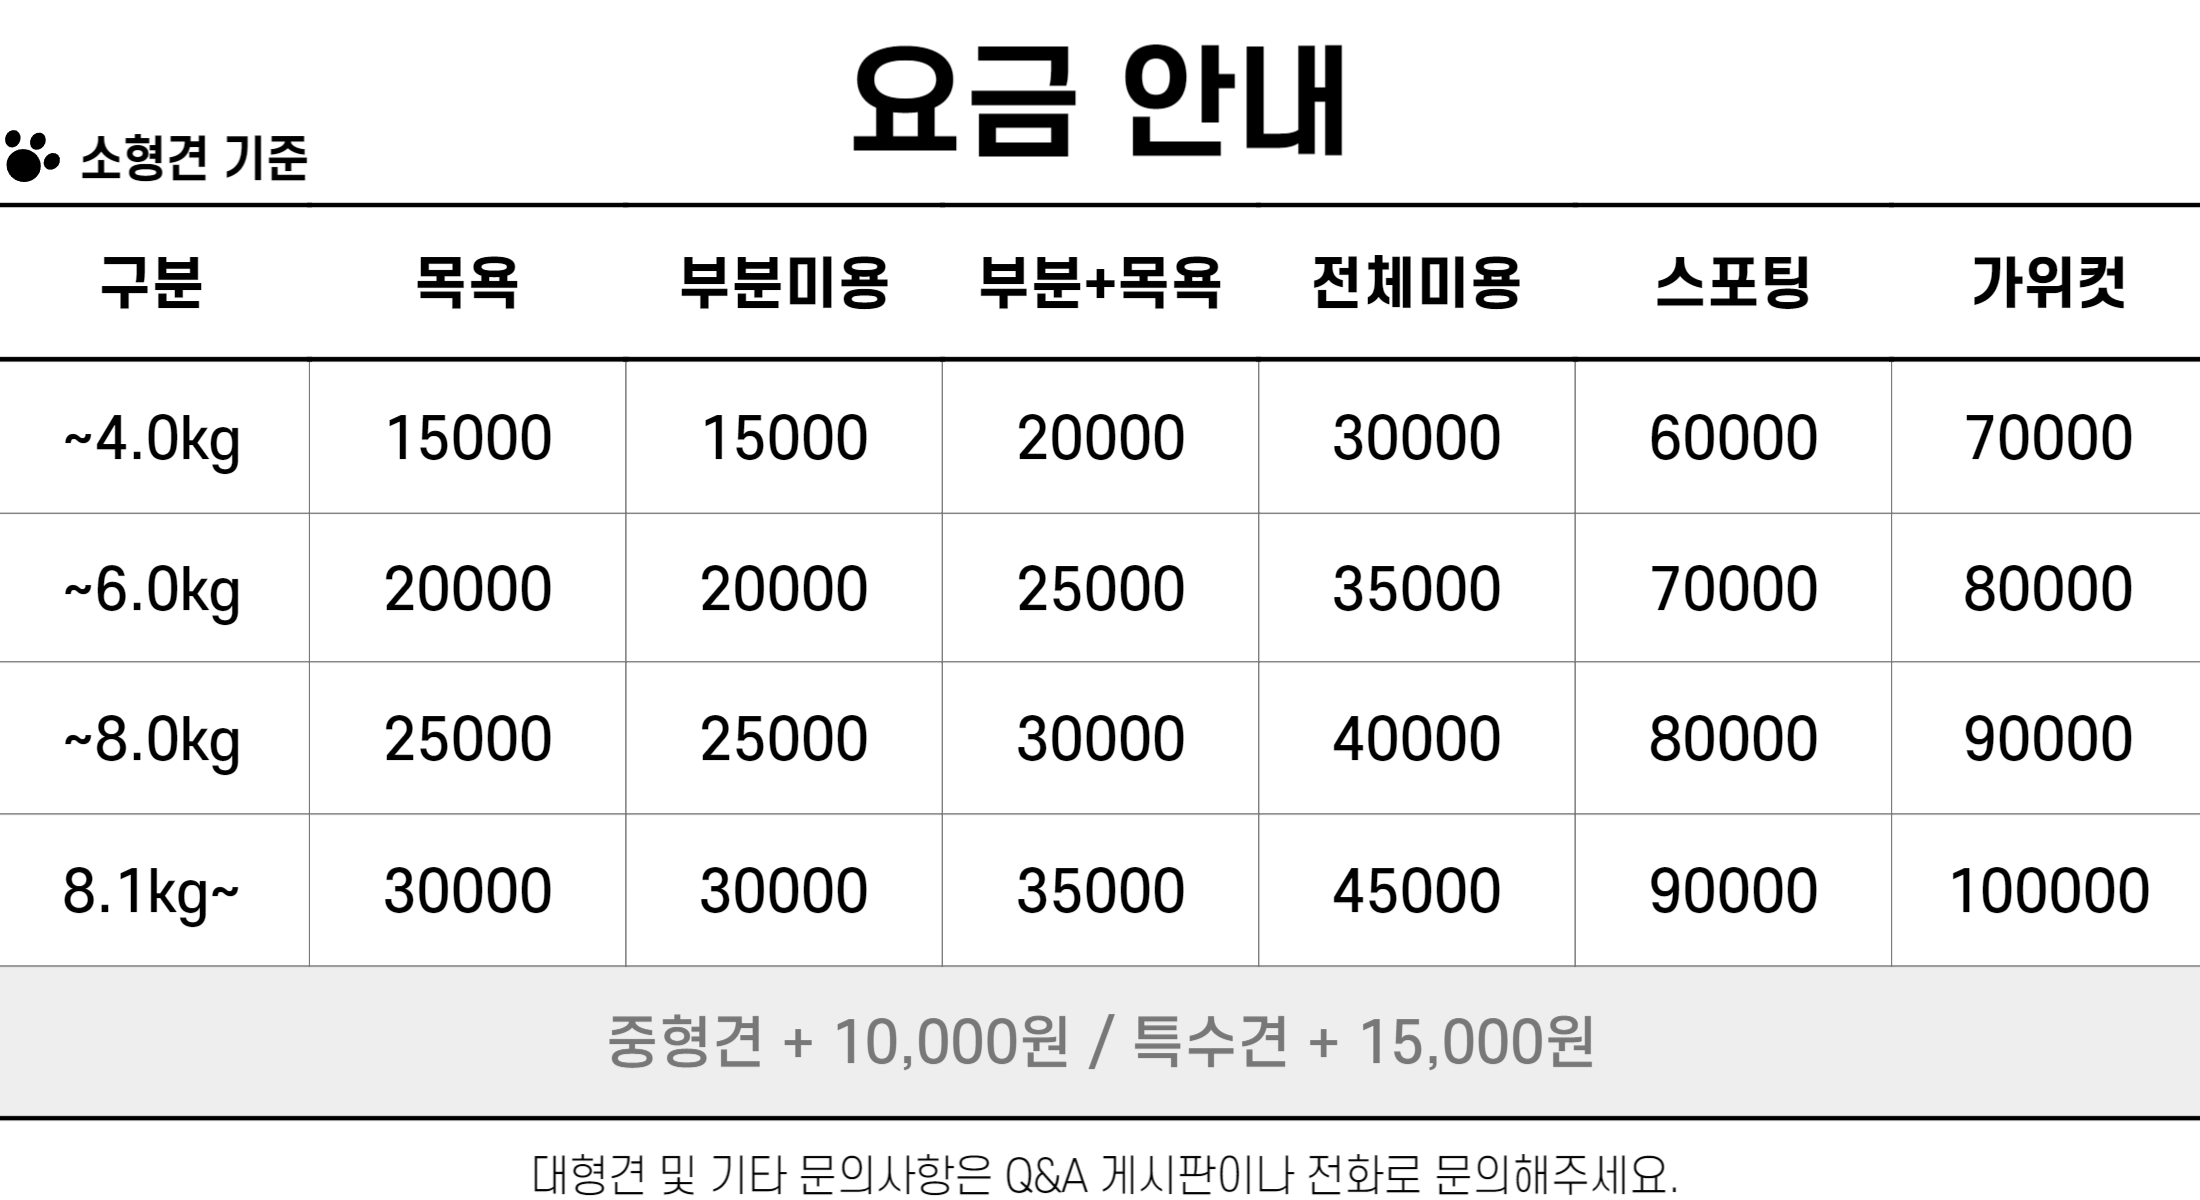 요금 안내
소형견 기준
구분 목욕 부분미용 부분+목욕 전체미용 스포팅 가위컷
~4.0kg 15000 15000 20000 30000 60000 70000
~6.0kg 20000 20000 25000 35000 70000 80000
~8.0kg 25000 25000 30000 40000 80000 90000
8.1kg~ 30000 30000 35000 45000 90000 100000
중형견 + 10,000원 / 특수견 + 15,000원
대형견 및 기타 문의사항은 Q&A 게시판이나 전화로 문의해주세요.